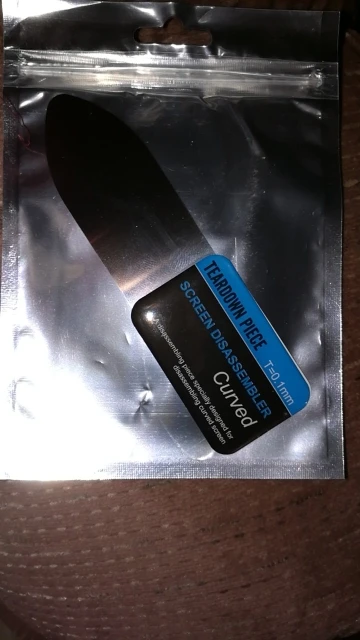 TEARDOWN PIECE
T=0.1mm
SCREEN DISASSEMBLER
Curved
disassembling piece specially designed for
disassembling curved screen